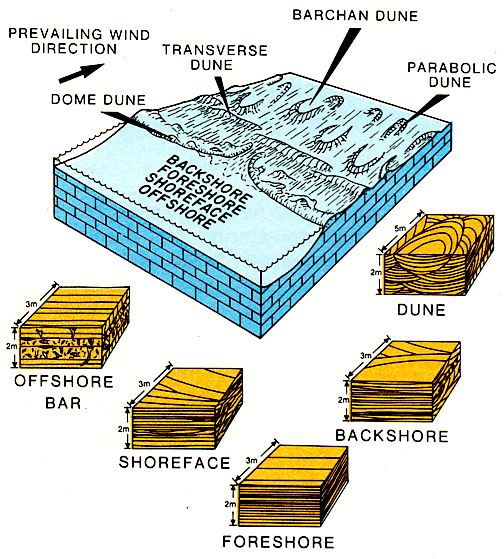 BARCHAN DUNE
PREVAILING WIND
DIRECTION
TRANSVERSE
DUNE
PARABOLIC
DUNE
DOME DUNE
BACKSHORE
FORESHORE
SHOREFACE
OFFSHORE
5m
2m
DUNE
3m
2m
OFFSHORE
BAR
3m
2m
BACKSHORE
3m
2m
SHOREFACE
3m
2m
FORESHORE